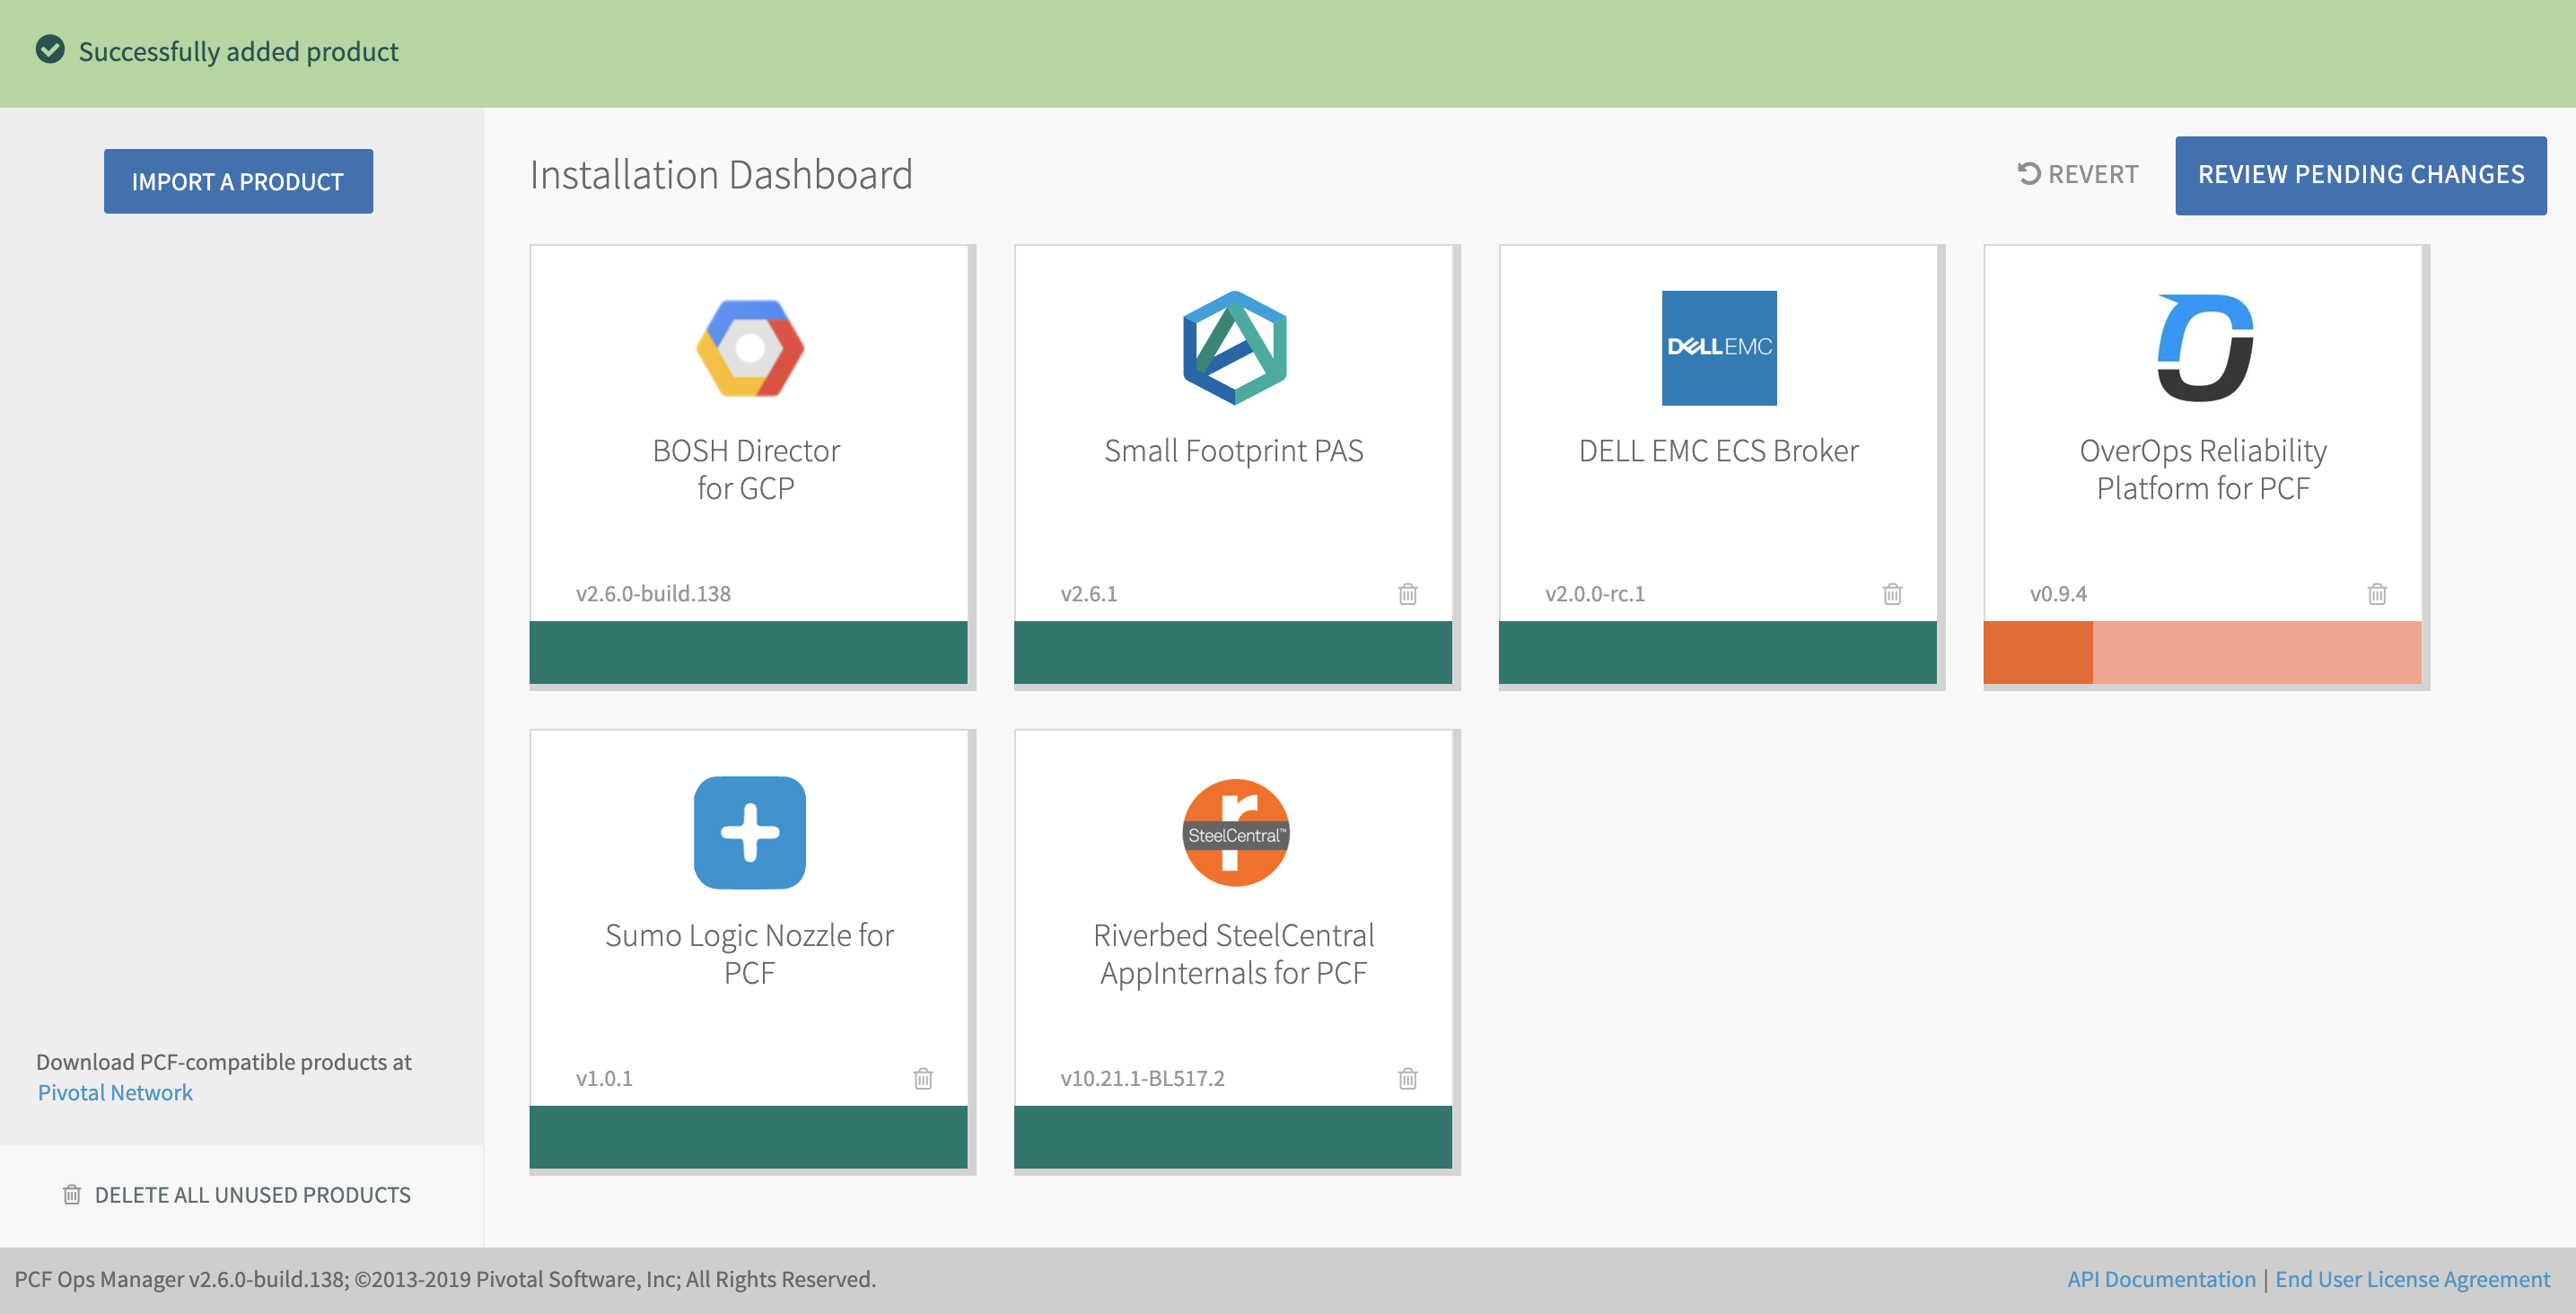 Successfully added product
IMPORT A PRODUCT
Installation Dashboard
REVERT
REVIEW PENDING CHANGES
DELLEMC
BOSH Director
for GCP
v2.6.0-build.138
Small Footprint PAS
v2.6.1
DELL EMC ECS Broker
v2.0.0-rc.1
OverOps Reliability
Platform for PCF
v0.9.4
Sumo Logic Nozzle for
PCF
v1.0.1
r
SteelCentral™
Riverbed SteelCentral
AppInternals for PCF
v10.21.1-BL517.2
Download PCF-compatible products at
Pivotal Network
DELETE ALL UNUSED PRODUCTS
PCF Ops Manager v2.6.0-build.138; ©2013-2019 Pivotal Software, Inc; All Rights Reserved.
API Documentation | End User License Agreement